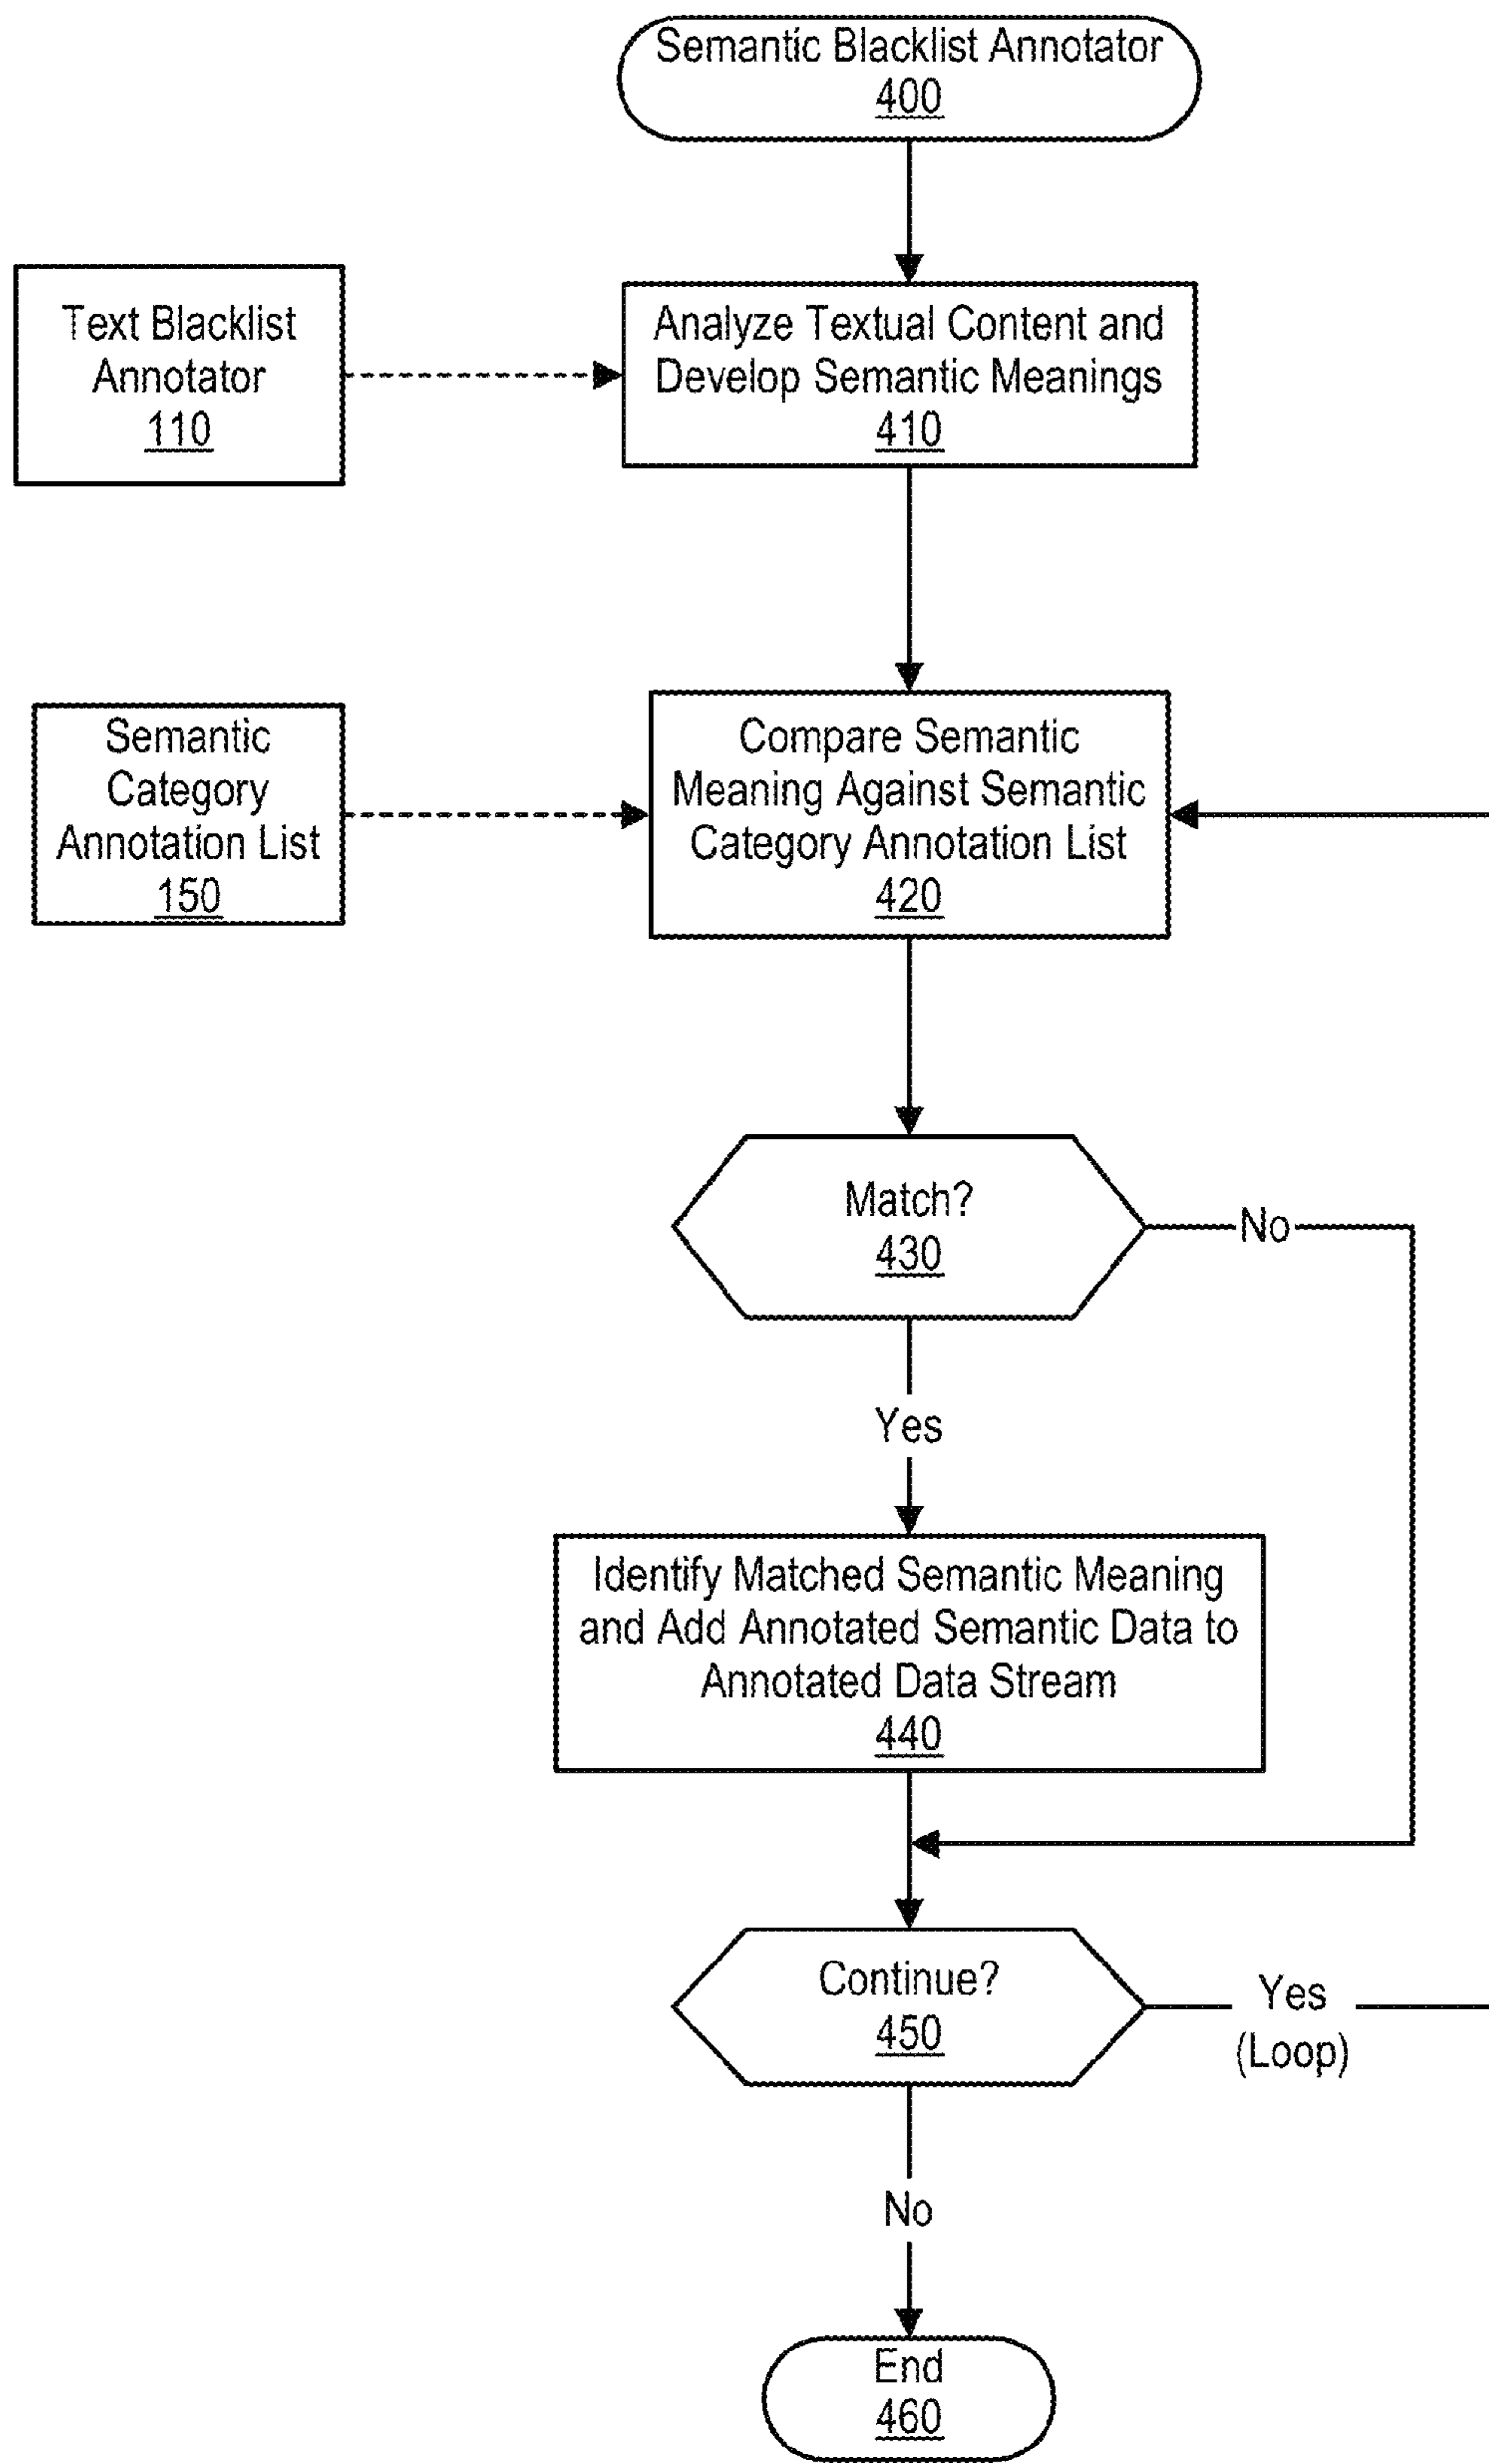 Semantic Blacklist Annotator
400
Text Blacklist
Annotator
110
Analyze Textual Content and
Develop Semantic Meanings
410
Semantic
Category
Annotation List
150
Compare Semantic
Meaning Against Semantic
Category Annotation List
420
Match?
430
No
Yes
Identify Matched Semantic Meaning
and Add Annotated Semantic Data to
Annotated Data Stream
440
Continue?
450
Yes
(Loop)
No
End
460